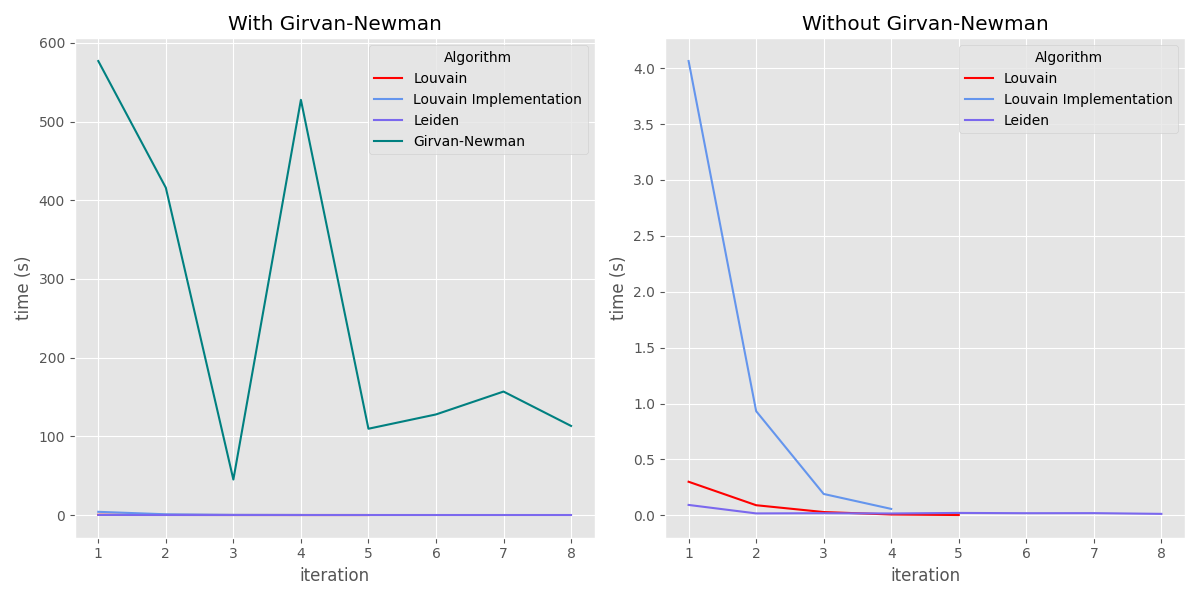 With Girvan-Newman
600
500
400
300
200
100
0
time (s)
1 2 3 4 5 6 7 8
iteration
Algorithm
Louvain
Louvain Implementation
Leiden
Girvan-Newman
Without Girvan-Newman
4.0
3.5
3.0
2.5
2.0
1.5
1.0
0.5
0.0
time (s)
1 2 3 4 5 6 7 8
iteration
Algorithm
Louvain
Louvain Implementation
Leiden